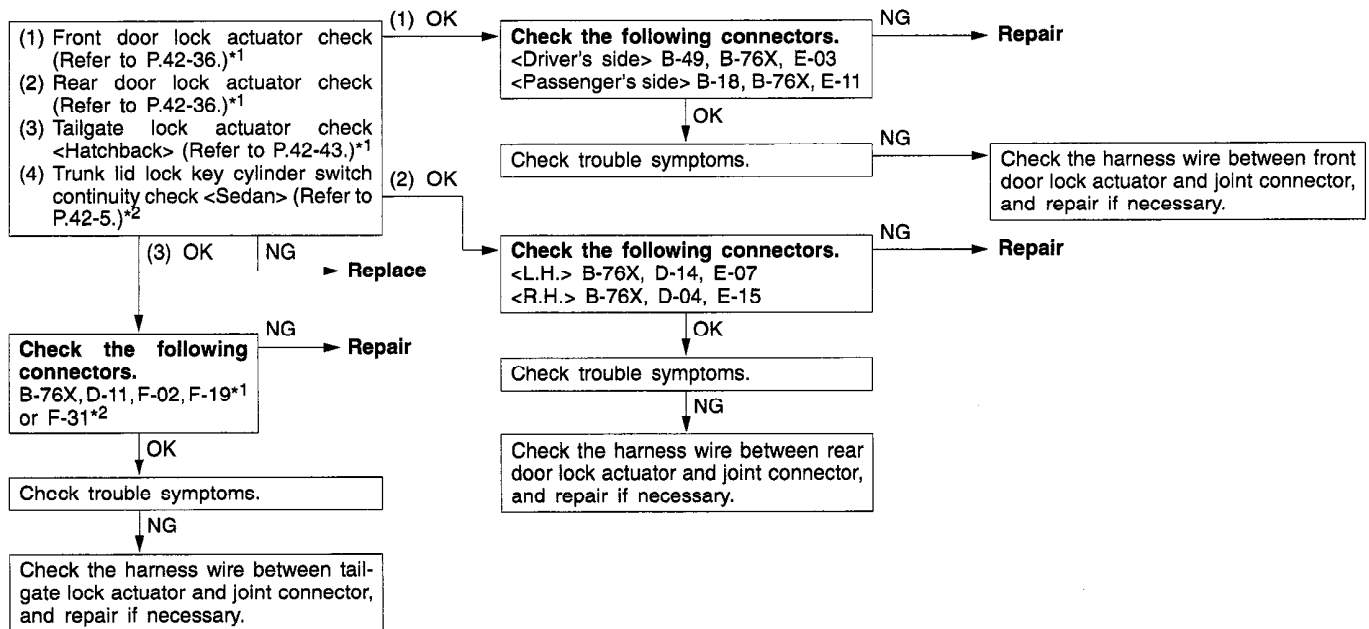 (1) Front door lock actuator check
(Refer to P.42-36.)*1
(2) Rear door lock actuator check
(Refer to P.42-36.)*1
(3) Tailgate lock actuator check
<Hatchback> (Refer to P.42-43.)*1
(4) Trunk lid lock key cylinder switch
continuity check <Sedan> (Refer to
P.42-5.)*2
(1) OK
Check the following connectors.
<Driver's side> B-49, B-76X, E-03
<Passenger's side> B-18, B-76X, E-11
NG
Repair
OK
Check trouble symptoms.
NG
Check the harness wire between front
door lock actuator and joint connector,
and repair if necessary.
(2) OK
Check the following connectors.
<L.H.> B-76X, D-14, E-07
<R.H.> B-76X, D-04, E-15
NG
Repair
OK
Check trouble symptoms.
NG
Check the harness wire between rear
door lock actuator and joint connector,
and repair if necessary.
(3) OK
NG
Replace
Check the following
connectors.
B-76X, D-11, F-02, F-19*1
or F-31*2
NG
Repair
OK
Check trouble symptoms.
NG
Check the harness wire between tail-
gate lock actuator and joint connector,
and repair if necessary.